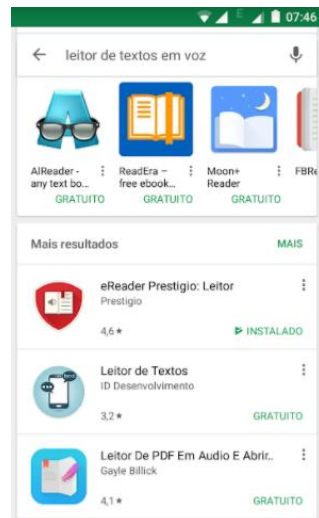 E 07:46
leitor de textos em voz
AlReader - any text bo...
GRATUITO
ReadEra – free ebook...
GRATUITO
Moon+ Reader
GRATUITO
FBRe
Mais resultados MAIS
eReader Prestigio: Leitor
Prestigio
4,6★ INSTALADO
Leitor de Textos
ID Desenvolvimento
3,2★ GRATUITO
Leitor De PDF Em Audio E Abrir..
Gayle Billick
4,1★ GRATUITO